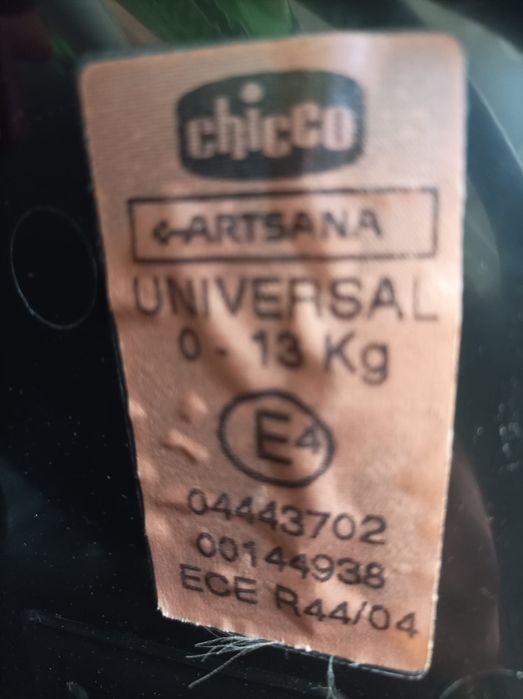 chicco
ARTSANA
UNIVERSAL
0 - 13 Kg
E4
04443702
00144938
ECE R44/04